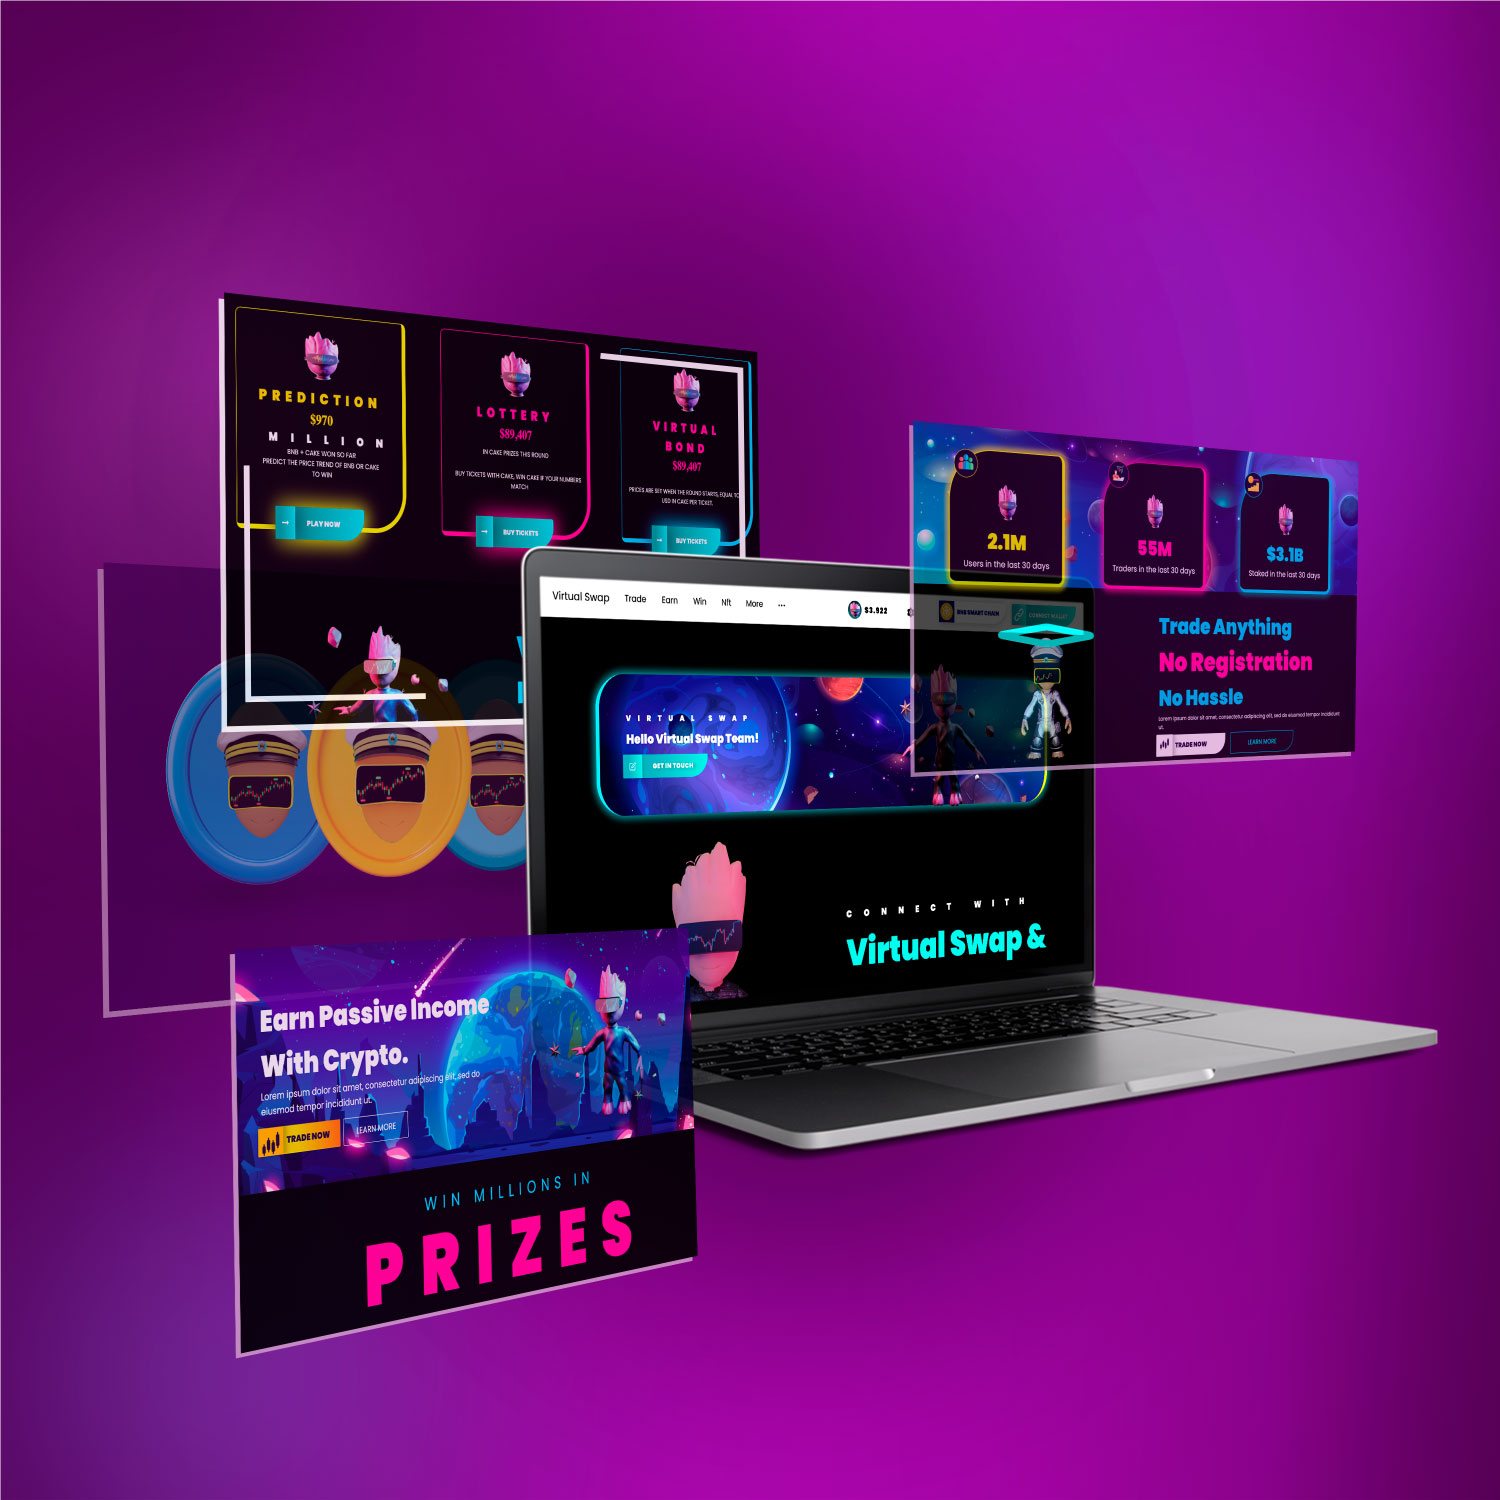 PREDICTION
$970
MILLION
BNB + CAKE WON SO FAR
PREDICT THE PRICE TREND OF BNB OR CAKE
TO WIN
PLAY NOW
LOTTERY
$89,407
IN CAKE PRIZES THIS ROUND
BUY TICKETS WITH CAKE, WIN CAKE IF YOUR NUMBERS
MATCH
BUY TICKETS
VIRTUAL
BOND
$89,407
PRICES ARE SET WHEN THE ROUND STARTS, EQUAL TO
USD IN CAKE PER TICKET.
BUY TICKETS
2.1M
Users in the last 30 days
55M
Traders in the last 30 days
$3.1B
Staked in the last 30 days
Trade Anything
No Registration
No Hassle
Lorem ipsum dolor sit amet, consectetur adipiscing elit, sed do eiusmod tempor incididunt
ut.
TRADE NOW
LEARN MORE
Virtual Swap Trade Earn Win Nft More ...
$3.922
BNB SMART CHAIN
CONNECT WALLET
VIRTUAL SWAP
Hello Virtual Swap Team!
GET IN TOUCH
CONNECT WITH
Virtual Swap &
Earn Passive Income
With Crypto.
Lorem ipsum dolor sit amet, consectetur adipiscing elit, sed do
eiusmod tempor incididunt ut.
TRADE NOW
LEARN MORE
WIN MILLIONS IN
PRIZES